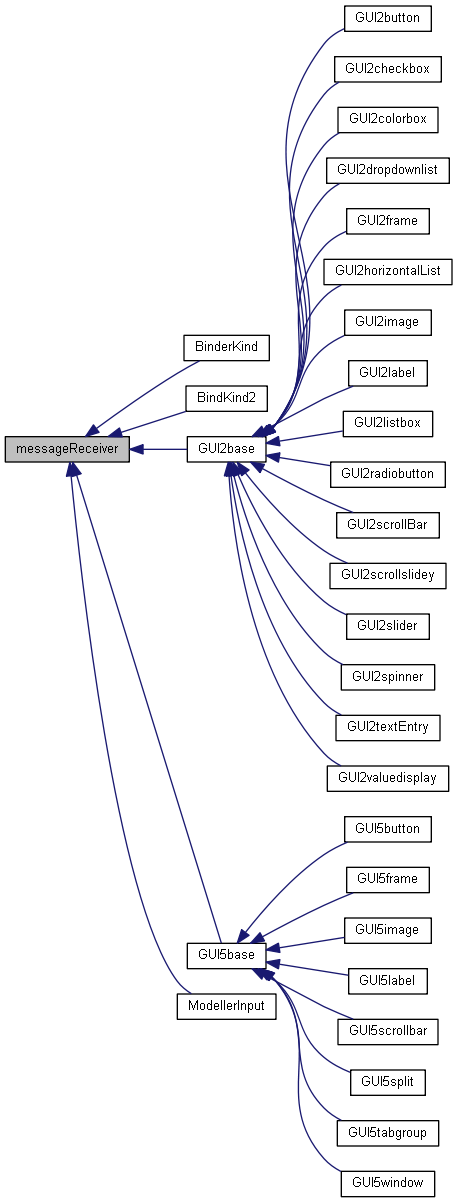 GUI2button
GUI2checkbox
GUI2colorbox
GUI2dropdownlist
GUI2frame
GUI2horizontalList
GUI2image
BinderKind
GUI2label
BindKind2
GUI2listbox
messageReceiver
GUI2base
GUI2radiobutton
GUI2scrollBar
GUI2scrollslidey
GUI2slider
GUI2spinner
GUI2textEntry
GUI2valuedisplay
GUI5button
GUI5frame
GUI5image
GUI5base
GUI5label
ModellerInput
GUI5scrollbar
GUI5split
GUI5tabgroup
GUI5window